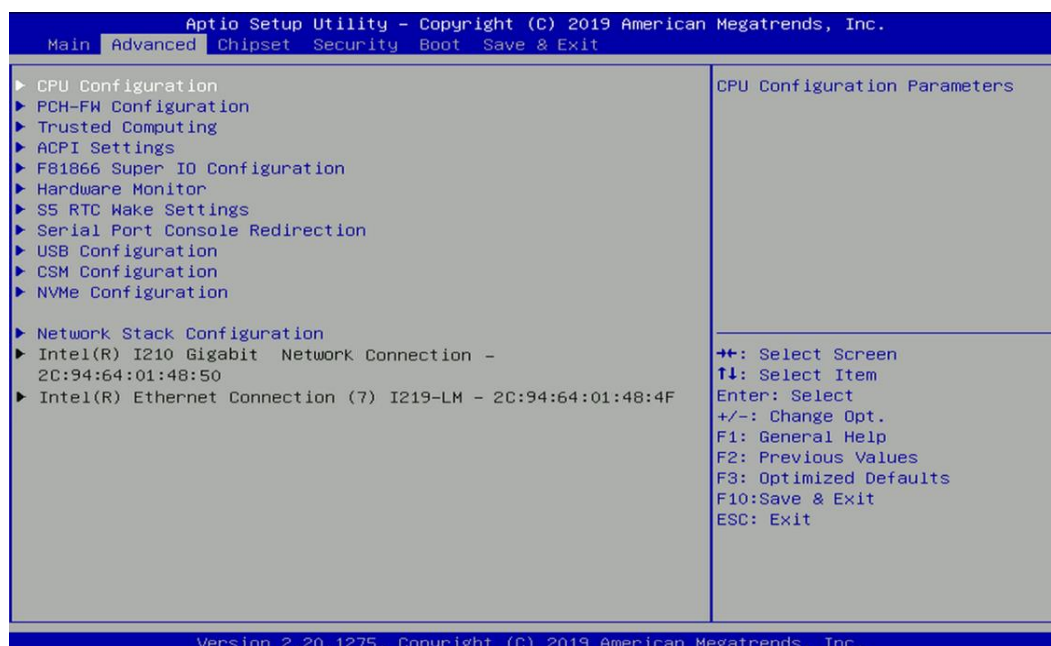 Aptio Setup Utility – Copyright (C) 2019 American Megatrends, Inc.
Main Advanced Chipset Security Boot Save & Exit
▶ CPU Configuration
▶ PCH-FW Configuration
▶ Trusted Computing
▶ ACPI Settings
▶ F81866 Super IO Configuration
▶ Hardware Monitor
▶ S5 RTC Wake Settings
▶ Serial Port Console Redirection
▶ USB Configuration
▶ CSM Configuration
▶ NVMe Configuration
▶ Network Stack Configuration
▶ Intel(R) I210 Gigabit Network Connection –
2C:94:64:01:48:50
▶ Intel(R) Ethernet Connection (7) I219-LM – 2C:94:64:01:48:4F
CPU Configuration Parameters
→←: Select Screen
↑↓: Select Item
Enter: Select
+/-: Change Opt.
F1: General Help
F2: Previous Values
F3: Optimized Defaults
F10:Save & Exit
ESC: Exit
Version 2.20.1275. Copyright (C) 2019 American Megatrends, Inc.